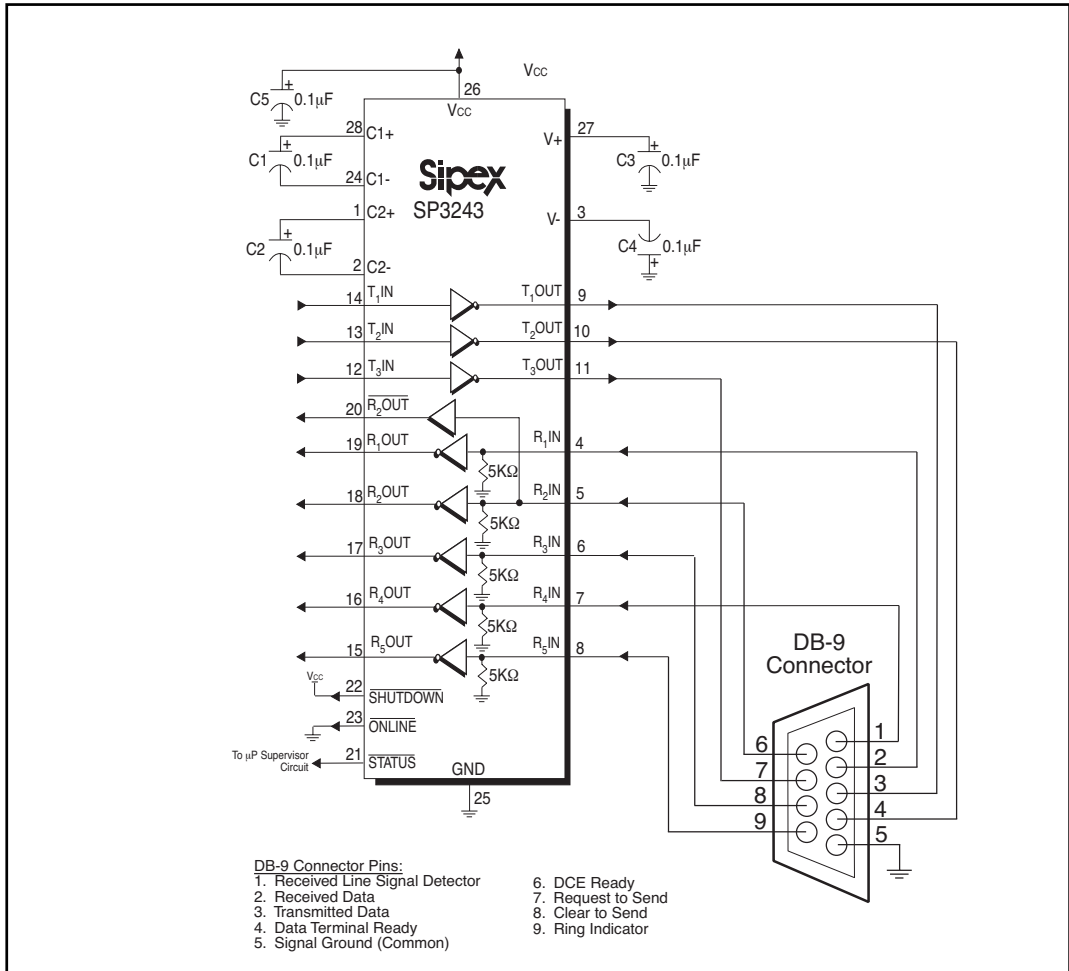 VCC
26
C5 + 0.1µF
VCC
28 C1+
V+ 27
C1 + 0.1µF
C3 + 0.1µF
24 C1-
Sipex
SP3243
1 C2+
V- 3
C2 + 0.1µF
C4 0.1µF +
2 C2-
14 T1IN T1OUT 9
13 T2IN T2OUT 10
12 T3IN T3OUT 11
20 R2OUT
19 R1OUT R1IN 4
5KΩ
18 R2OUT R2IN 5
5KΩ
17 R3OUT R3IN 6
5KΩ
16 R4OUT R4IN 7
5KΩ
15 R5OUT R5IN 8
5KΩ
VCC
22 SHUTDOWN
23 ONLINE
To µP Supervisor
Circuit
21 STATUS
GND
25
DB-9
Connector
6
7
8
9
1
2
3
4
5
DB-9 Connector Pins:
1. Received Line Signal Detector
2. Received Data
3. Transmitted Data
4. Data Terminal Ready
5. Signal Ground (Common)
6. DCE Ready
7. Request to Send
8. Clear to Send
9. Ring Indicator